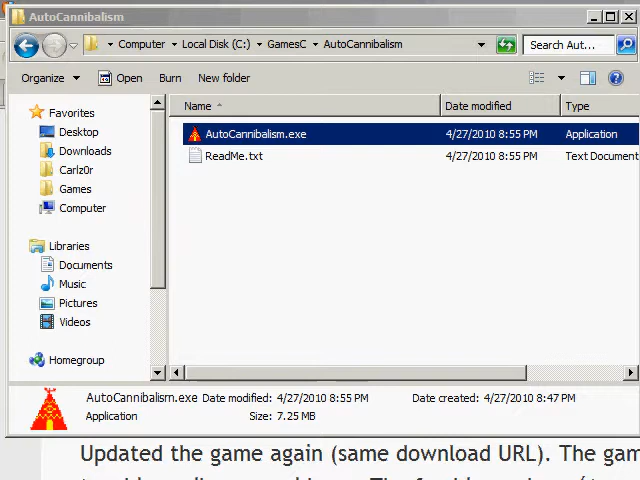 AutoCannibalism
Computer Local Disk (C:) GamesC AutoCannibalism Search Aut...
Organize Open Burn New folder
Favorites
Desktop
Downloads
Carlz0r
Games
Computer
Libraries
Documents
Music
Pictures
Videos
Homegroup
Name Date modified Type
AutoCannibalism.exe 4/27/2010 8:55 PM Application
ReadMe.txt 4/27/2010 8:55 PM Text Document
AutoCannibalism.exe Date modified: 4/27/2010 8:55 PM Date created: 4/27/2010 8:47 PM
Application Size: 7.25 MB
Updated the game again (same download URL). The gam